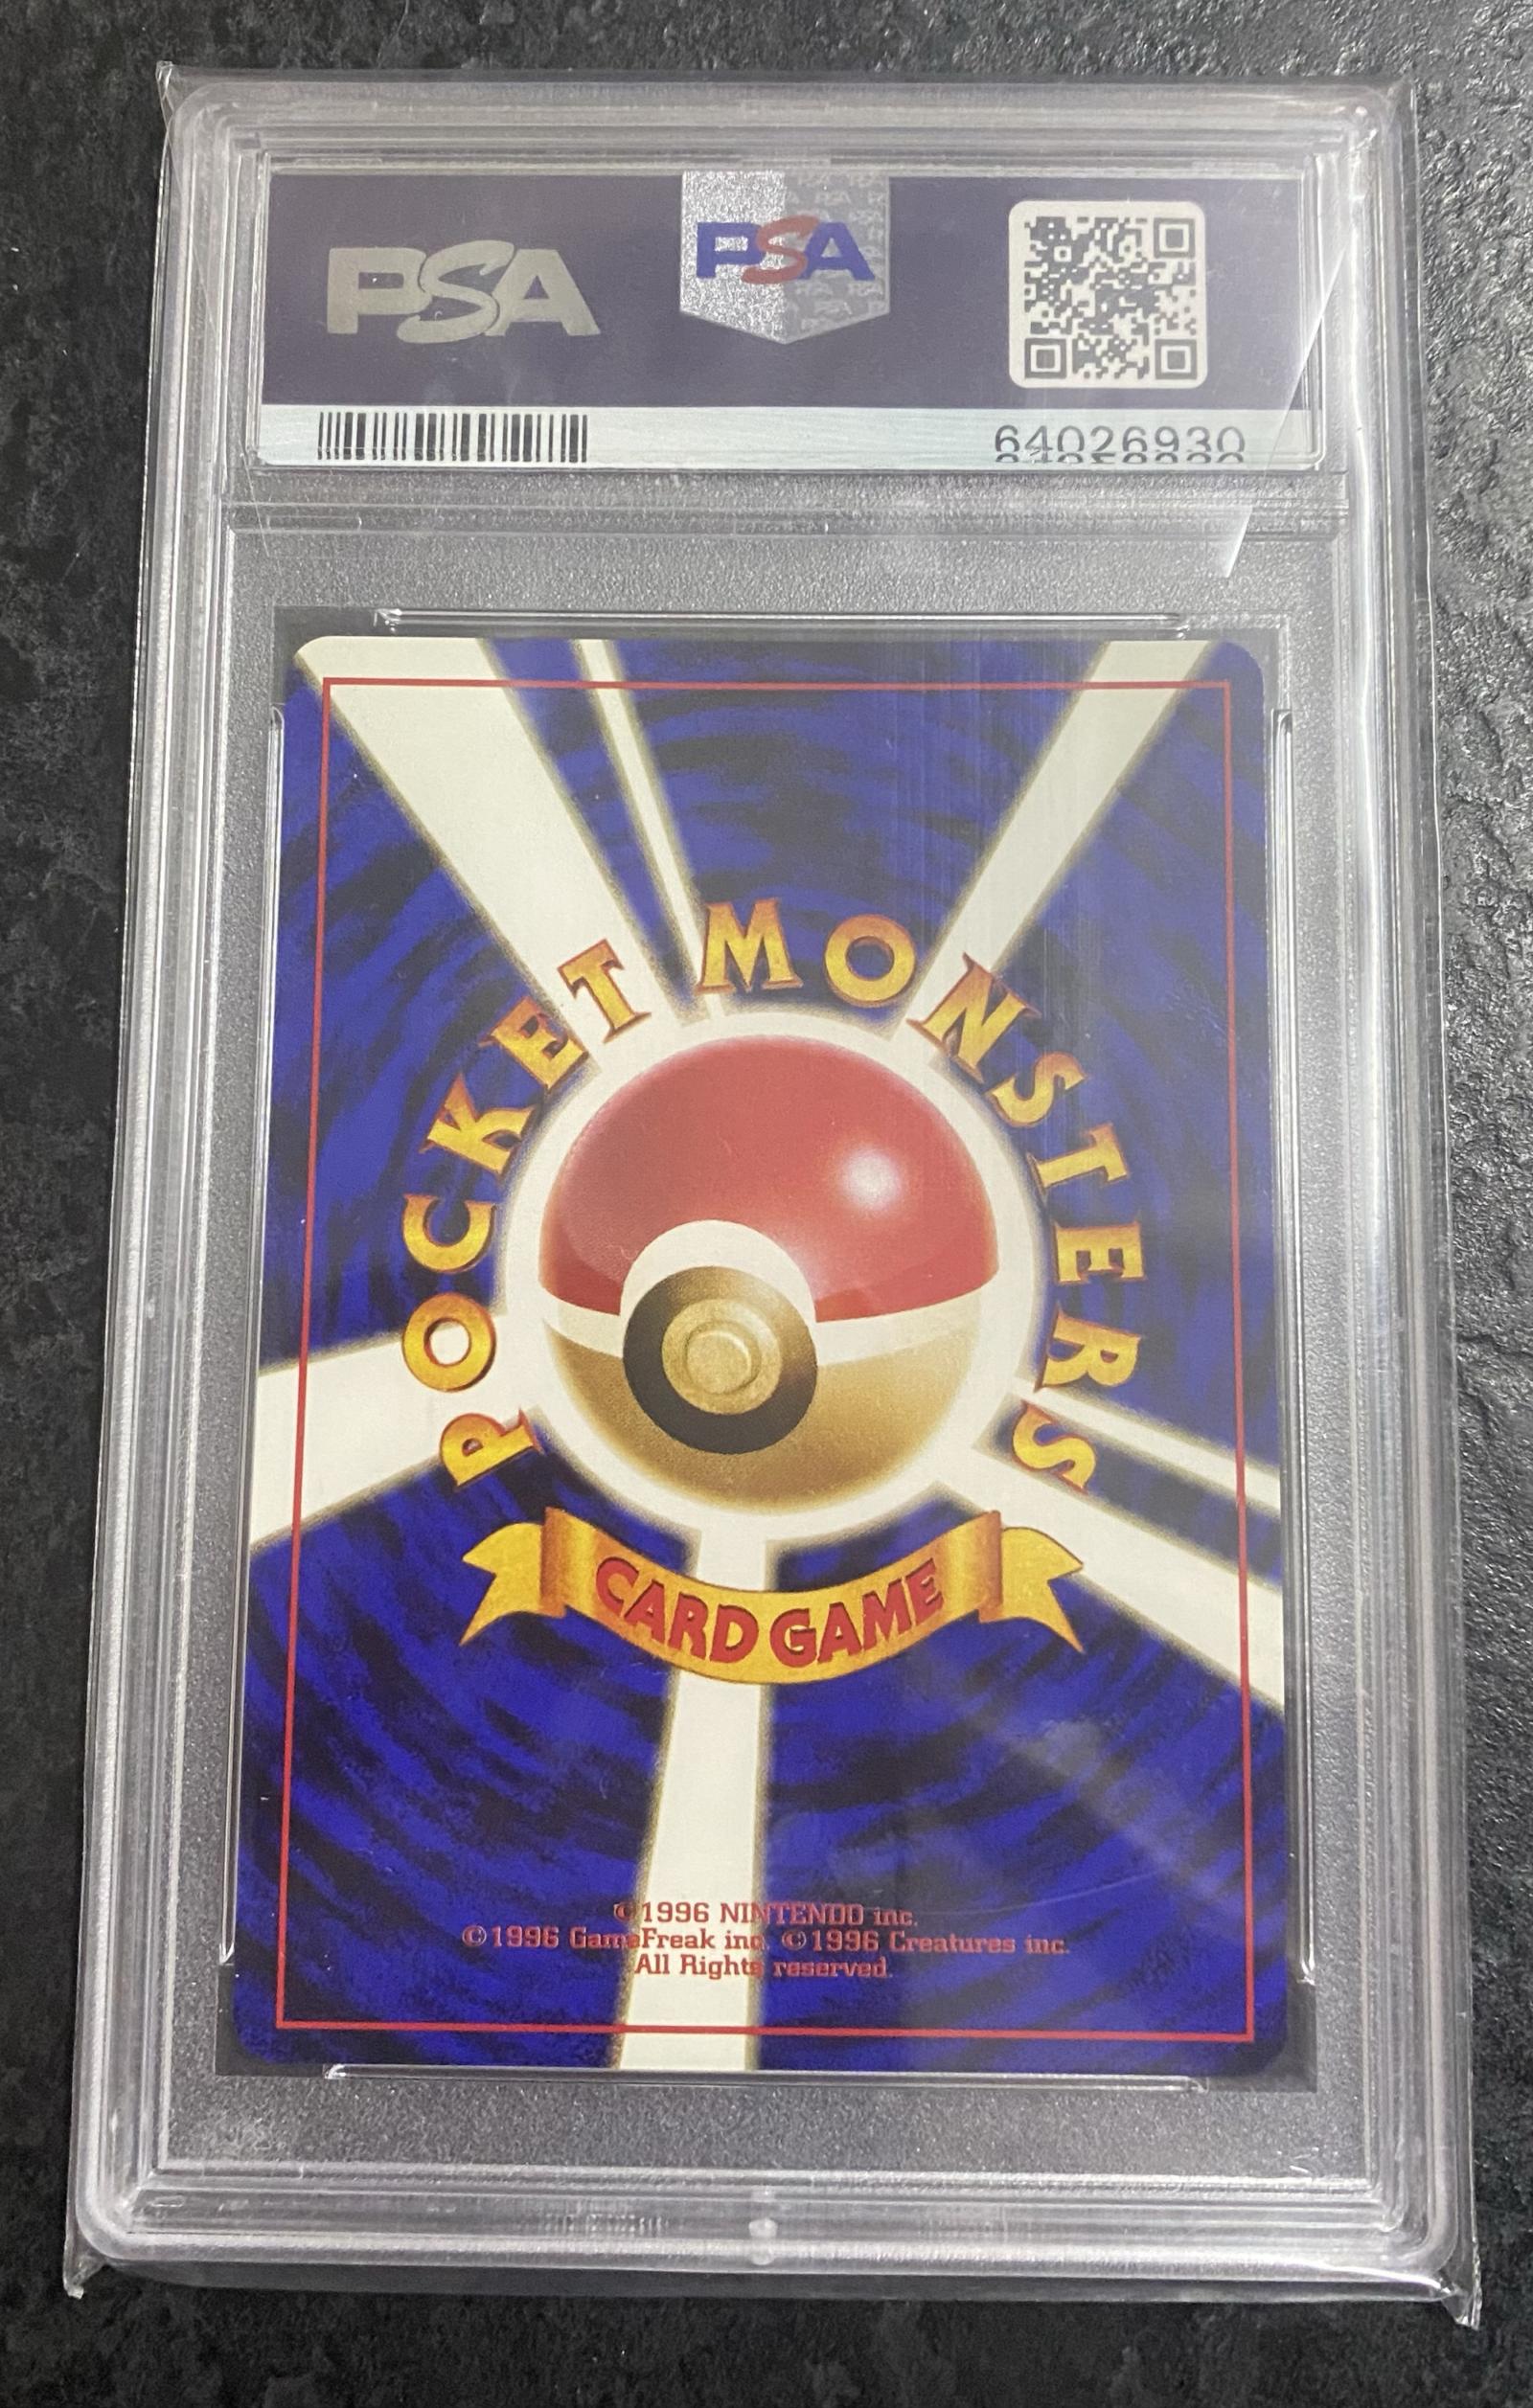 PSA
PSA
64026930
POCKET MONSTERS
CARD GAME
©1996 NINTENDO inc.
©1996 GameFreak inc. ©1996 Creatures inc.
All Rights reserved.